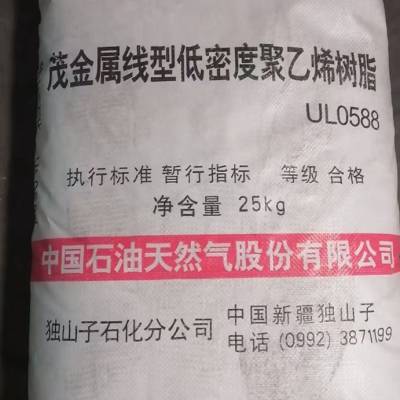 茂金属线型低密度聚乙烯树脂
UL0588
执行标准 暂行指标 等级 合格
净含量 25kg
中国石油天然气股份有限公司
独山子石化分公司
中国新疆独山子
电话 (0992) 3871199